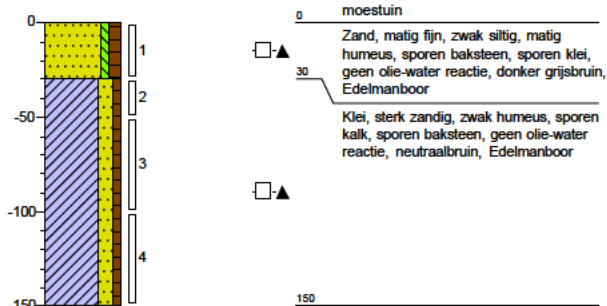 0
-50
-100
-150
1
2
3
4
0
moestuin
Zand, matig fijn, zwak siltig, matig
humeus, sporen baksteen, sporen klei,
geen olie-water reactie, donker grijsbruin,
Edelmanboor
30
Klei, sterk zandig, zwak humeus, sporen
kalk, sporen baksteen, geen olie-water
reactie, neutraalbruin, Edelmanboor
150